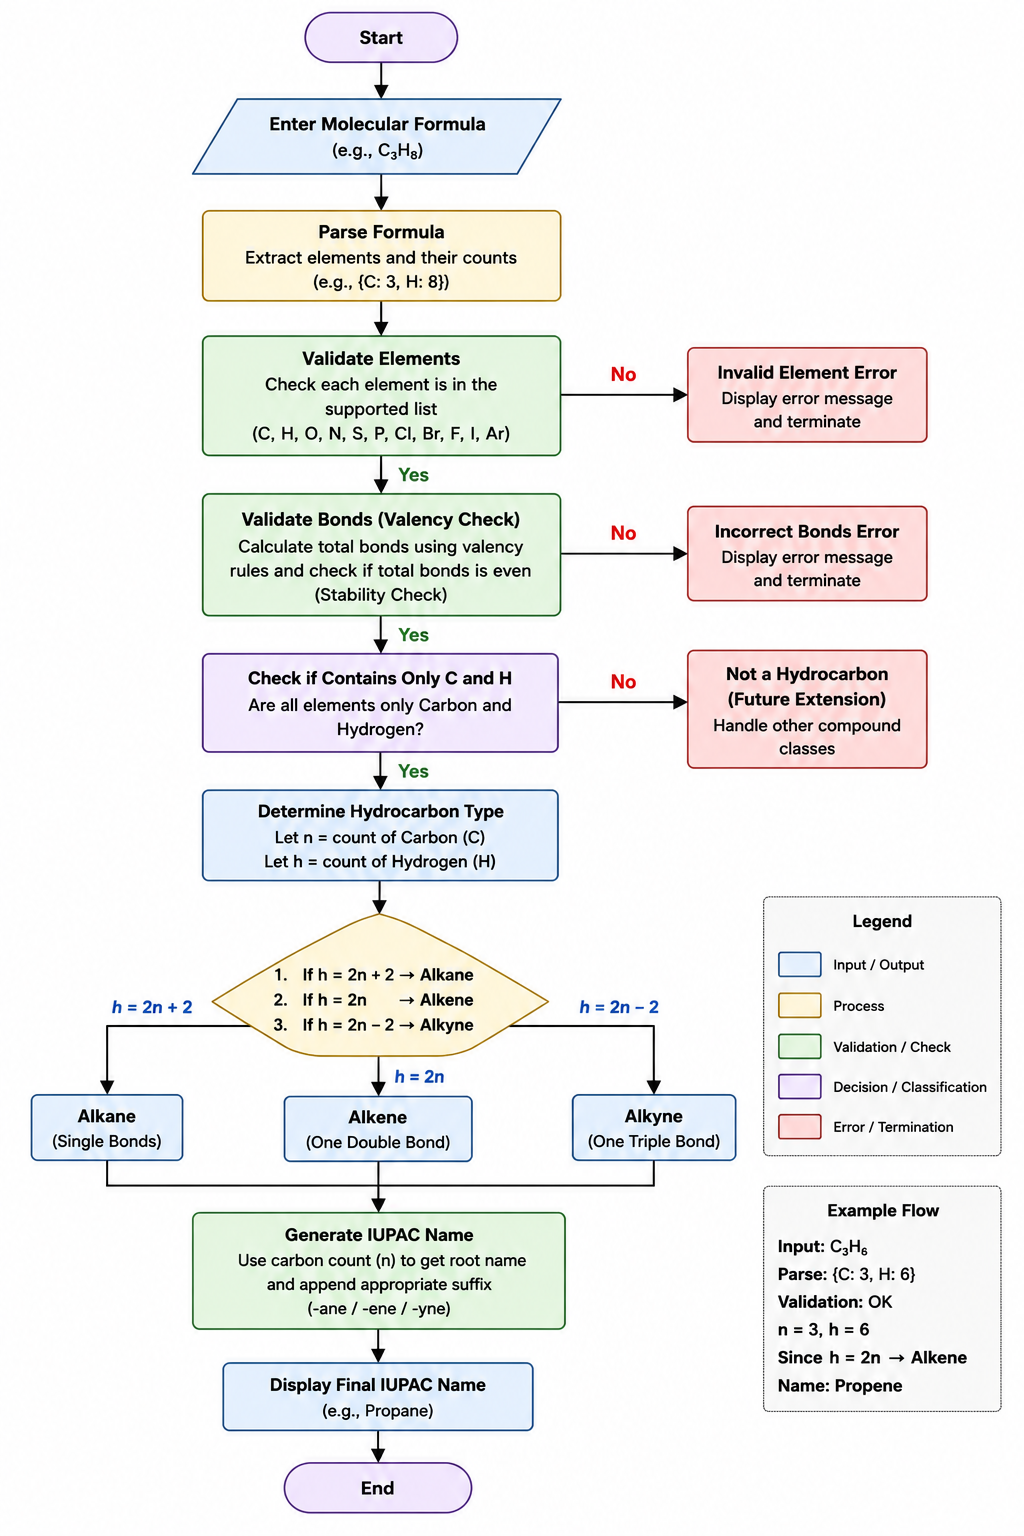 Start
Enter Molecular Formula
(e.g., C₃H₈)
Parse Formula
Extract elements and their counts
(e.g., {C: 3, H: 8})
Validate Elements
Check each element is in the
supported list
(C, H, O, N, S, P, Cl, Br, F, I, Ar)
No
Invalid Element Error
Display error message
and terminate
Yes
Validate Bonds (Valency Check)
Calculate total bonds using valency
rules and check if total bonds is even
(Stability Check)
No
Incorrect Bonds Error
Display error message
and terminate
Yes
Check if Contains Only C and H
Are all elements only Carbon and
Hydrogen?
No
Not a Hydrocarbon
(Future Extension)
Handle other compound
classes
Yes
Determine Hydrocarbon Type
Let n = count of Carbon (C)
Let h = count of Hydrogen (H)
1. If h = 2n + 2 → Alkane
2. If h = 2n → Alkene
3. If h = 2n − 2 → Alkyne
h = 2n + 2
h = 2n
h = 2n − 2
Alkane
(Single Bonds)
Alkene
(One Double Bond)
Alkyne
(One Triple Bond)
Generate IUPAC Name
Use carbon count (n) to get root name
and append appropriate suffix
(-ane / -ene / -yne)
Display Final IUPAC Name
(e.g., Propane)
End
Legend
Input / Output
Process
Validation / Check
Decision / Classification
Error / Termination
Example Flow
Input: C₃H₆
Parse: {C: 3, H: 6}
Validation: OK
n = 3, h = 6
Since h = 2n → Alkene
Name: Propene